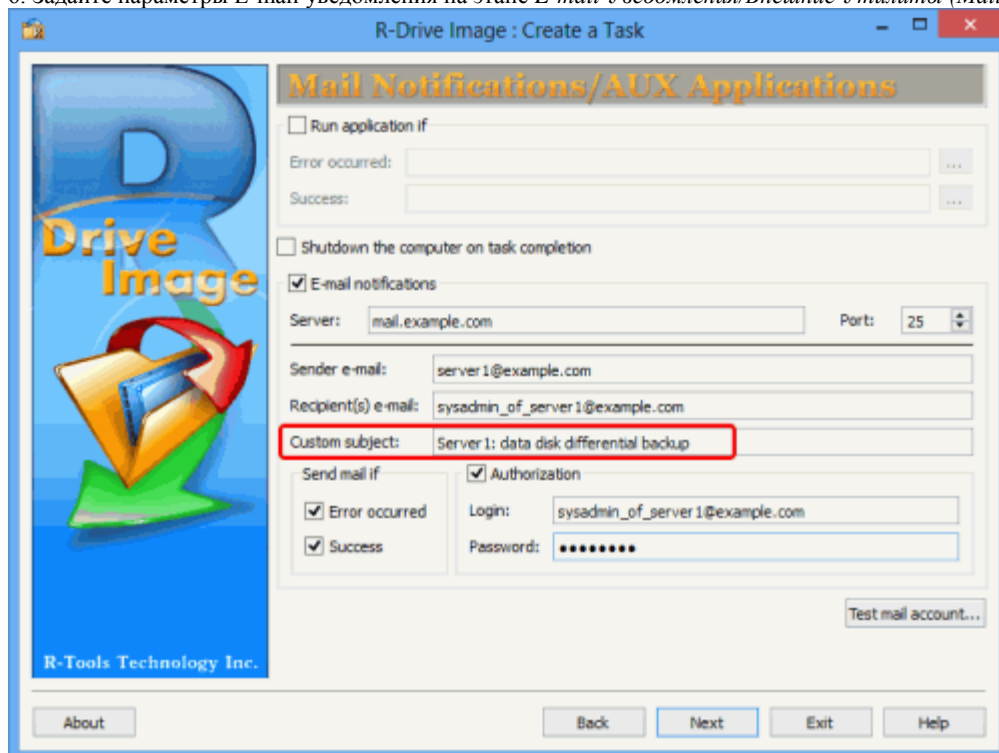 6. Задайте параметры E-mail уведомления на этапе E-mail Уведомления/Внешние Утилиты (Mail
R-Drive Image : Create a Task
R
Drive
Image
R-Tools Technology Inc.
Mail Notifications/AUX Applications
Run application if
Error occurred:
...
Success:
...
Shutdown the computer on task completion
E-mail notifications
Server: mail.example.com Port: 25
Sender e-mail: server1@example.com
Recipient(s) e-mail: sysadmin_of_server1@example.com
Custom subject: Server1: data disk differential backup
Send mail if
Authorization
Error occurred
Login: sysadmin_of_server1@example.com
Success
Password: ●●●●●●●●
Test mail account...
About Back Next Exit Help